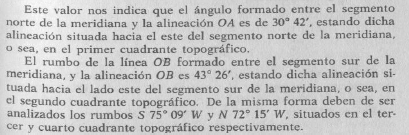 Este valor nos indica que el ángulo formado entre el segmento
norte de la meridiana y la alineación OA es de 30° 42′, estando dicha
alineación situada hacia el este del segmento norte de la meridiana,
o sea, en el primer cuadrante topográfico.
El rumbo de la línea OB formado entre el segmento sur de la
meridiana, y la alineación OB es 43° 26′, estando dicha alineación si-
tuada hacia el lado este del segmento sur de la meridiana, o sea, en
el segundo cuadrante topográfico. De la misma forma deben de ser
analizados los rumbos S 75° 09′ W y N 72° 15′ W, situados en el ter-
cer y cuarto cuadrante topográfico respectivamente.